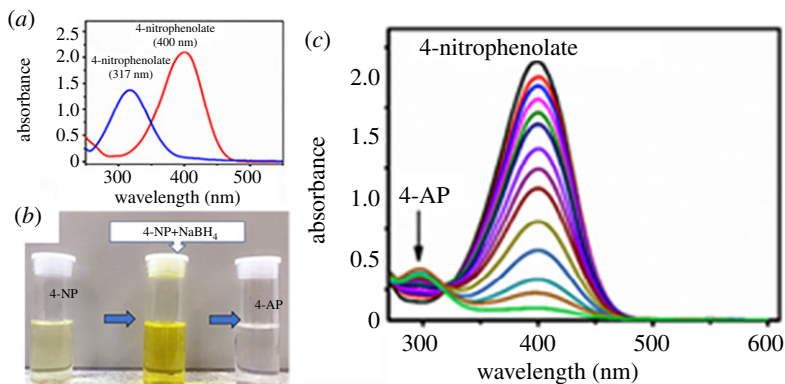 (a)
2.5
2.0
1.5
1.0
0.5
0
absorbance
4-nitrophenolate
(400 nm)
4-nitrophenolate
(317 nm)
300
400
500
wavelength (nm)
(b)
4-NP+NaBH4
4-NP
4-AP
(c)
4-nitrophenolate
4-AP
2.0
1.5
1.0
0.5
0
absorbance
300
400
500
600
wavelength (nm)